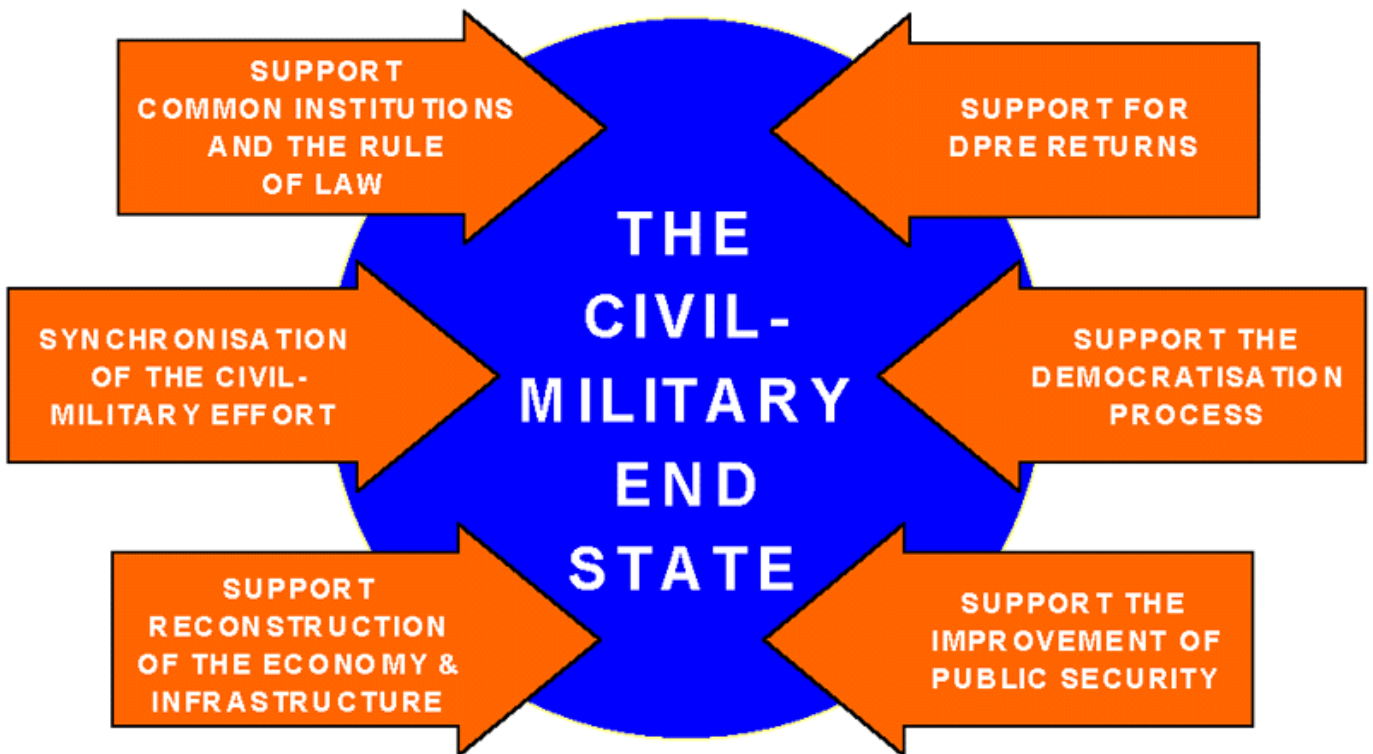 SUPPORT
COMMON INSTITUTIONS
AND THE RULE
OF LAW
SUPPORT FOR
DPRE RETURNS
SYNCHRONISATION
OF THE CIVIL-
MILITARY EFFORT
THE
CIVIL-
MILITARY
END
STATE
SUPPORT THE
DEMOCRATISATION
PROCESS
SUPPORT
RECONSTRUCTION
OF THE ECONOMY &
INFRASTRUCTURE
SUPPORT THE
IMPROVEMENT OF
PUBLIC SECURITY